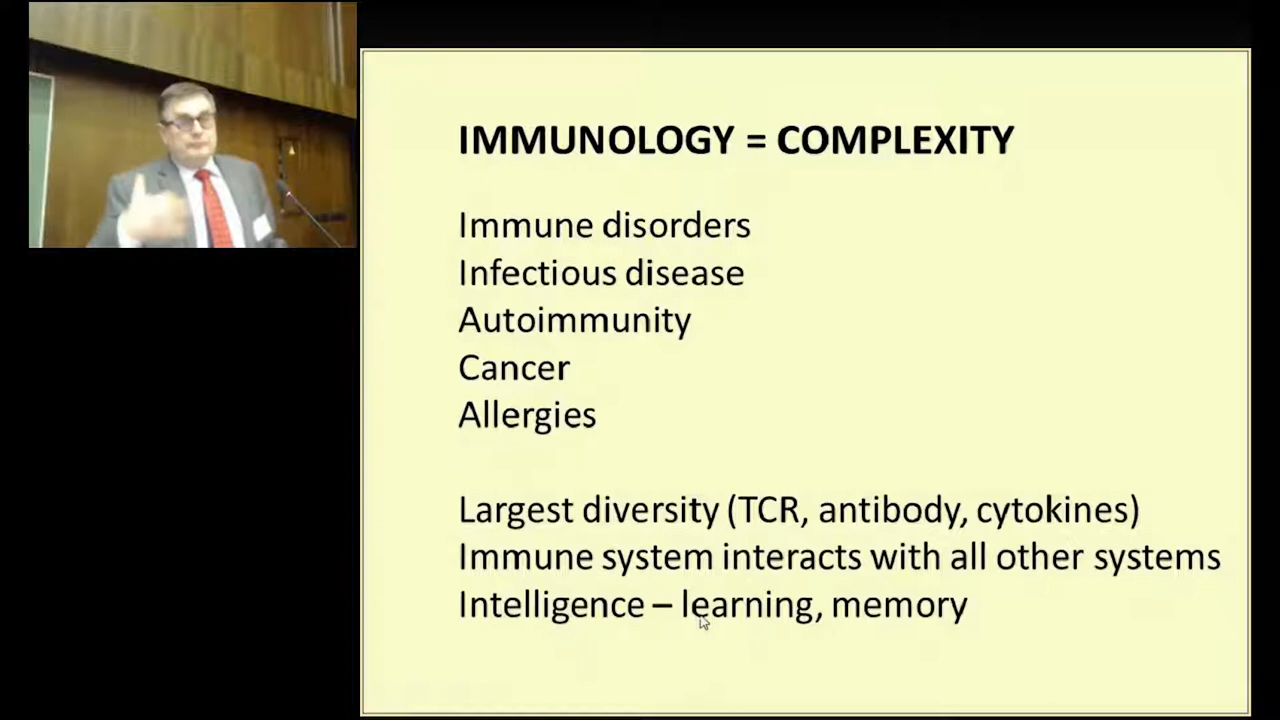 IMMUNOLOGY = COMPLEXITY
Immune disorders
Infectious disease
Autoimmunity
Cancer
Allergies
Largest diversity (TCR, antibody, cytokines)
Immune system interacts with all other systems
Intelligence – learning, memory